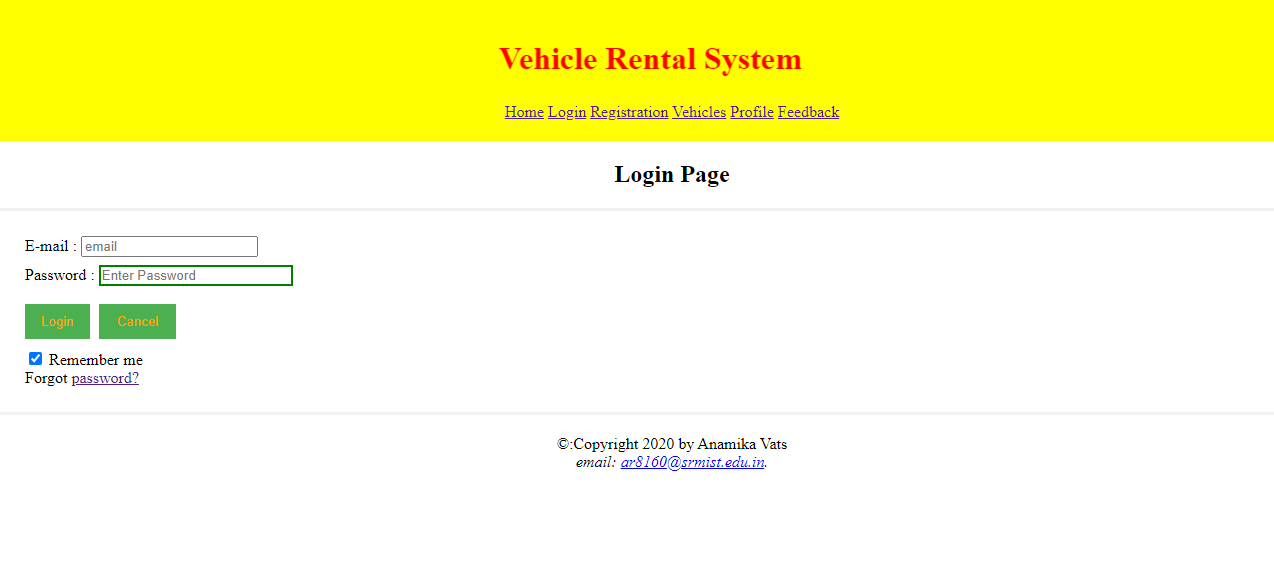 Vehicle Rental System
Home Login Registration Vehicles Profile Feedback
Login Page
E-mail : email
Password : Enter Password
Login Cancel
Remember me
Forgot password?
©:Copyright 2020 by Anamika Vats
email: ar8160@srmist.edu.in.